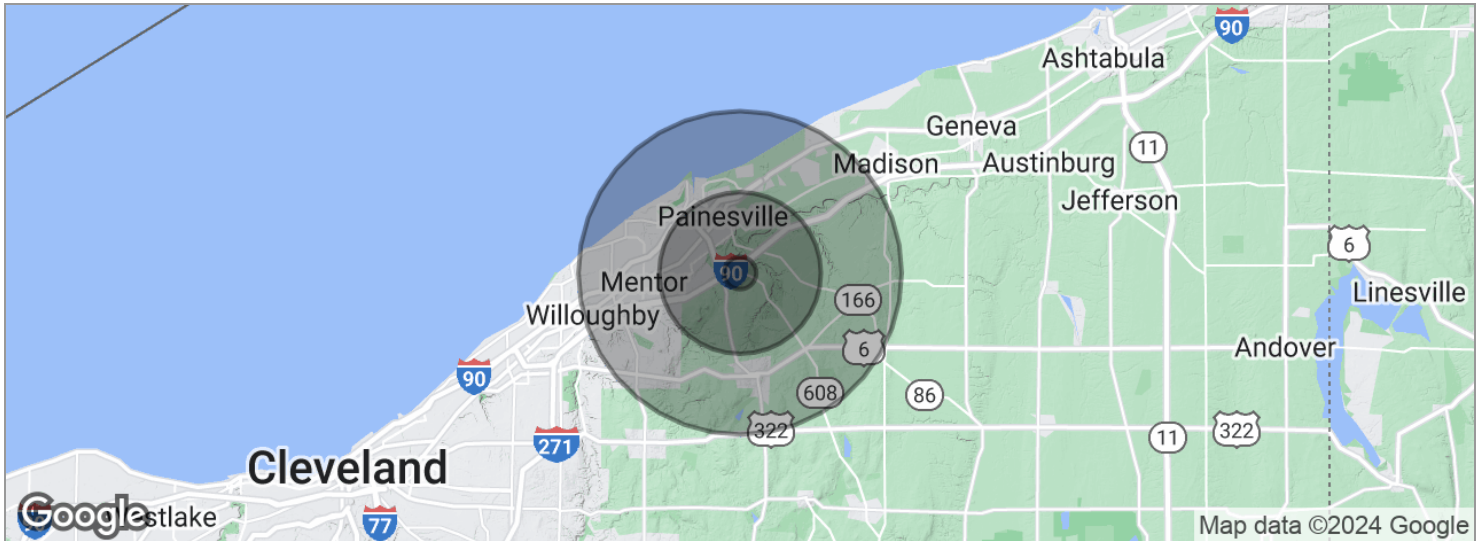 90
Ashtabula
Geneva
11
Madison
Austinburg
Jefferson
Painesville
6
90
Mentor
166
Linesville
Willoughby
6
Andover
90
608
86
322
11
322
271
Cleveland
Google
Westlake
77
Map data ©2024 Google